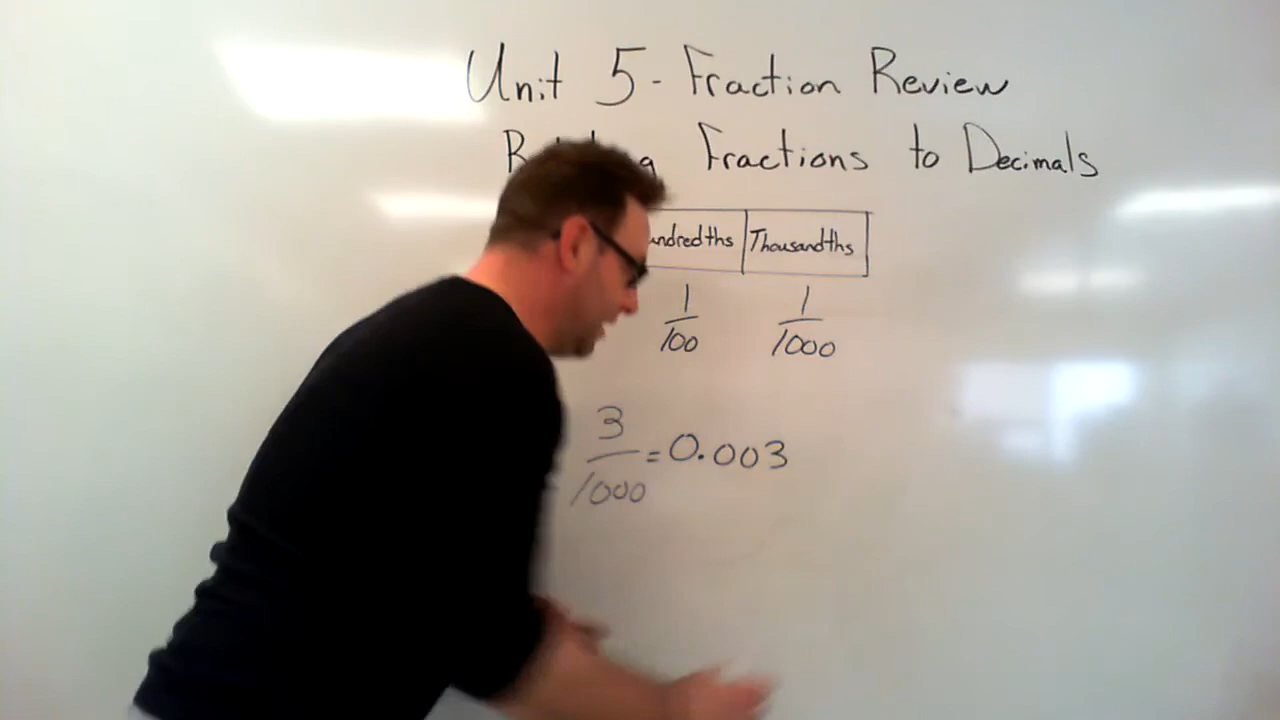 Unit 5 - Fraction Review
Fractions to Decimals
Thousandths
1/100 1/1000
3/1000 = 0.003